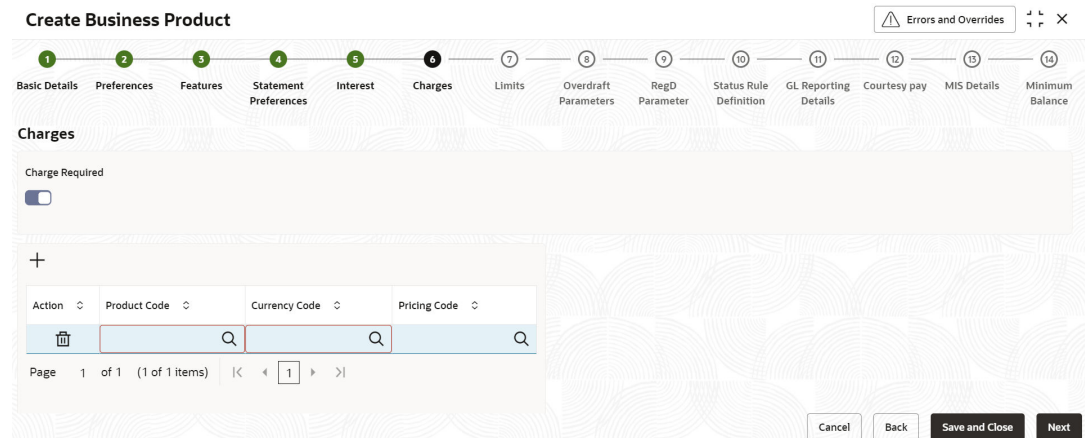 Create Business Product
Errors and Overrides
1 2 3 4 5 6 7 8 9 10 11 12 13 14
Basic Details Preferences Features Statement Preferences Interest Charges Limits Overdraft Parameters RegD Parameter Status Rule Definition GL Reporting Details Courtesy pay MIS Details Minimum Balance
Charges
Charge Required
Action Product Code Currency Code Pricing Code
Page 1 of 1 (1 of 1 items) 1
Cancel Back Save and Close Next